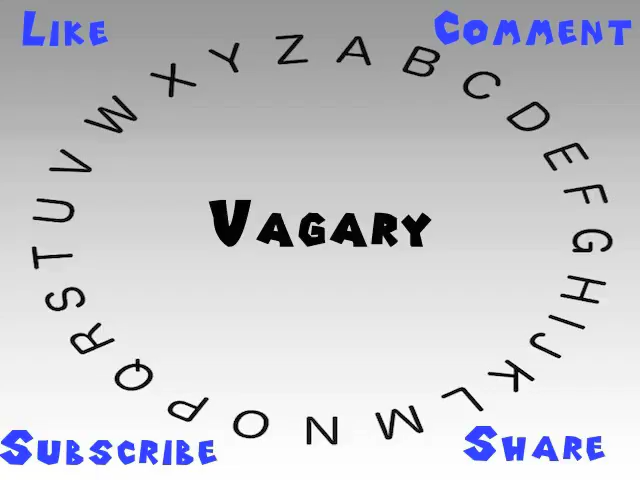 Like
Comment
A B C D E F G H I J K L M N O P Q R S T U V W X Y Z
Vagary
Subscribe
Share